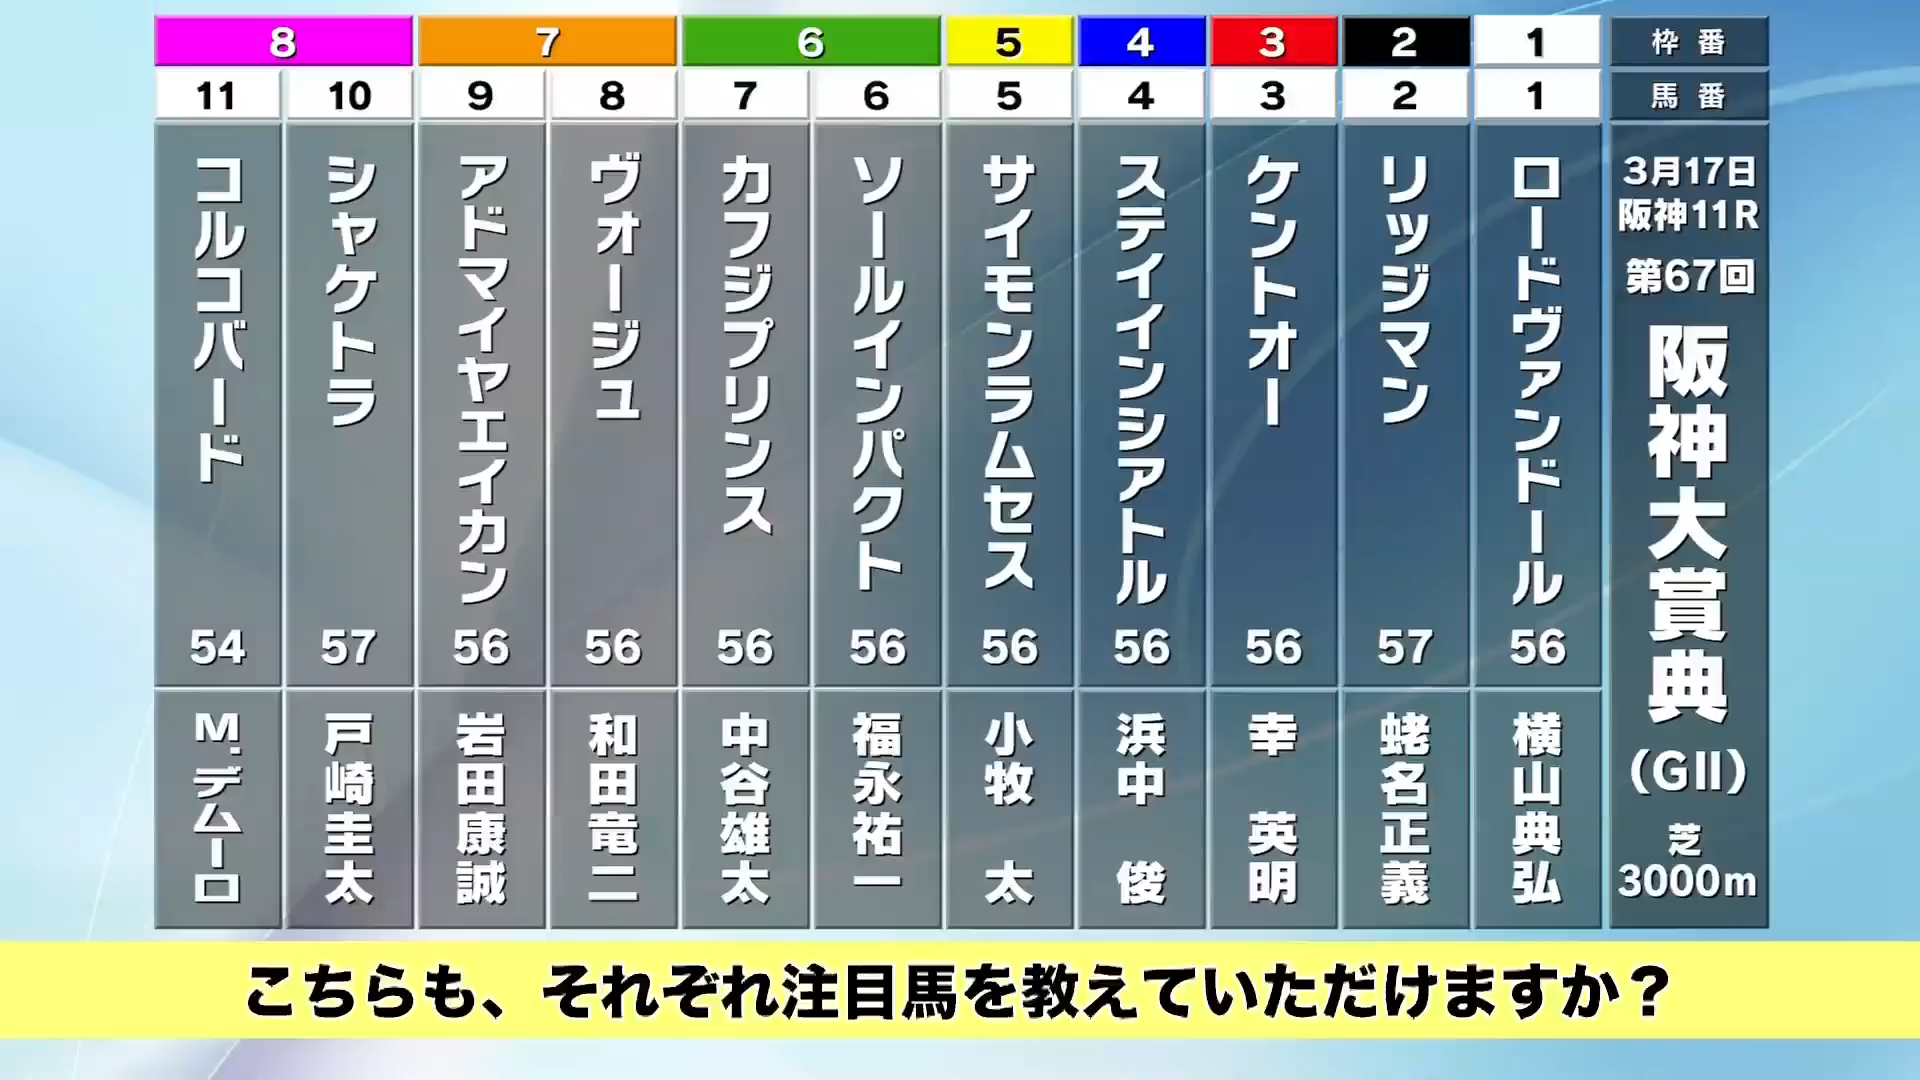 枠番
馬番
3月17日
阪神11R
第67回
阪神大賞典
(GⅡ)
芝
3000m
1
1
ロードヴァンドール
56
横山典弘
2
2
リッジマン
57
蛯名正義
3
3
ケントオー
56
幸英明
4
4
ステイインシアトル
56
浜中俊
5
5
サイモンラムセス
56
小牧太
6
6
ソールインパクト
56
福永祐一
7
カフジプリンス
56
中谷雄太
7
8
ヴォージュ
56
和田竜二
9
アドマイヤエイカン
56
岩田康誠
8
10
シャケトラ
57
戸崎圭太
11
コルコバード
54
M.デムーロ
こちらも、それぞれ注目馬を教えていただけますか？